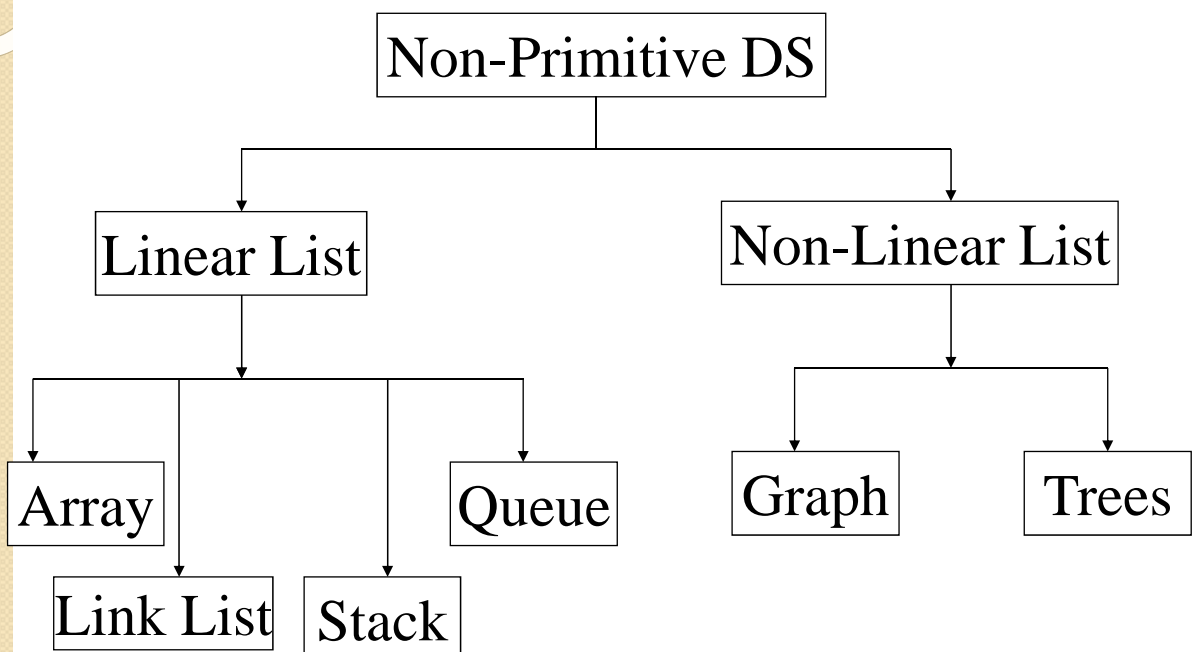 Non-Primitive DS
Linear List
Non-Linear List
Array
Queue
Graph
Trees
Link List
Stack